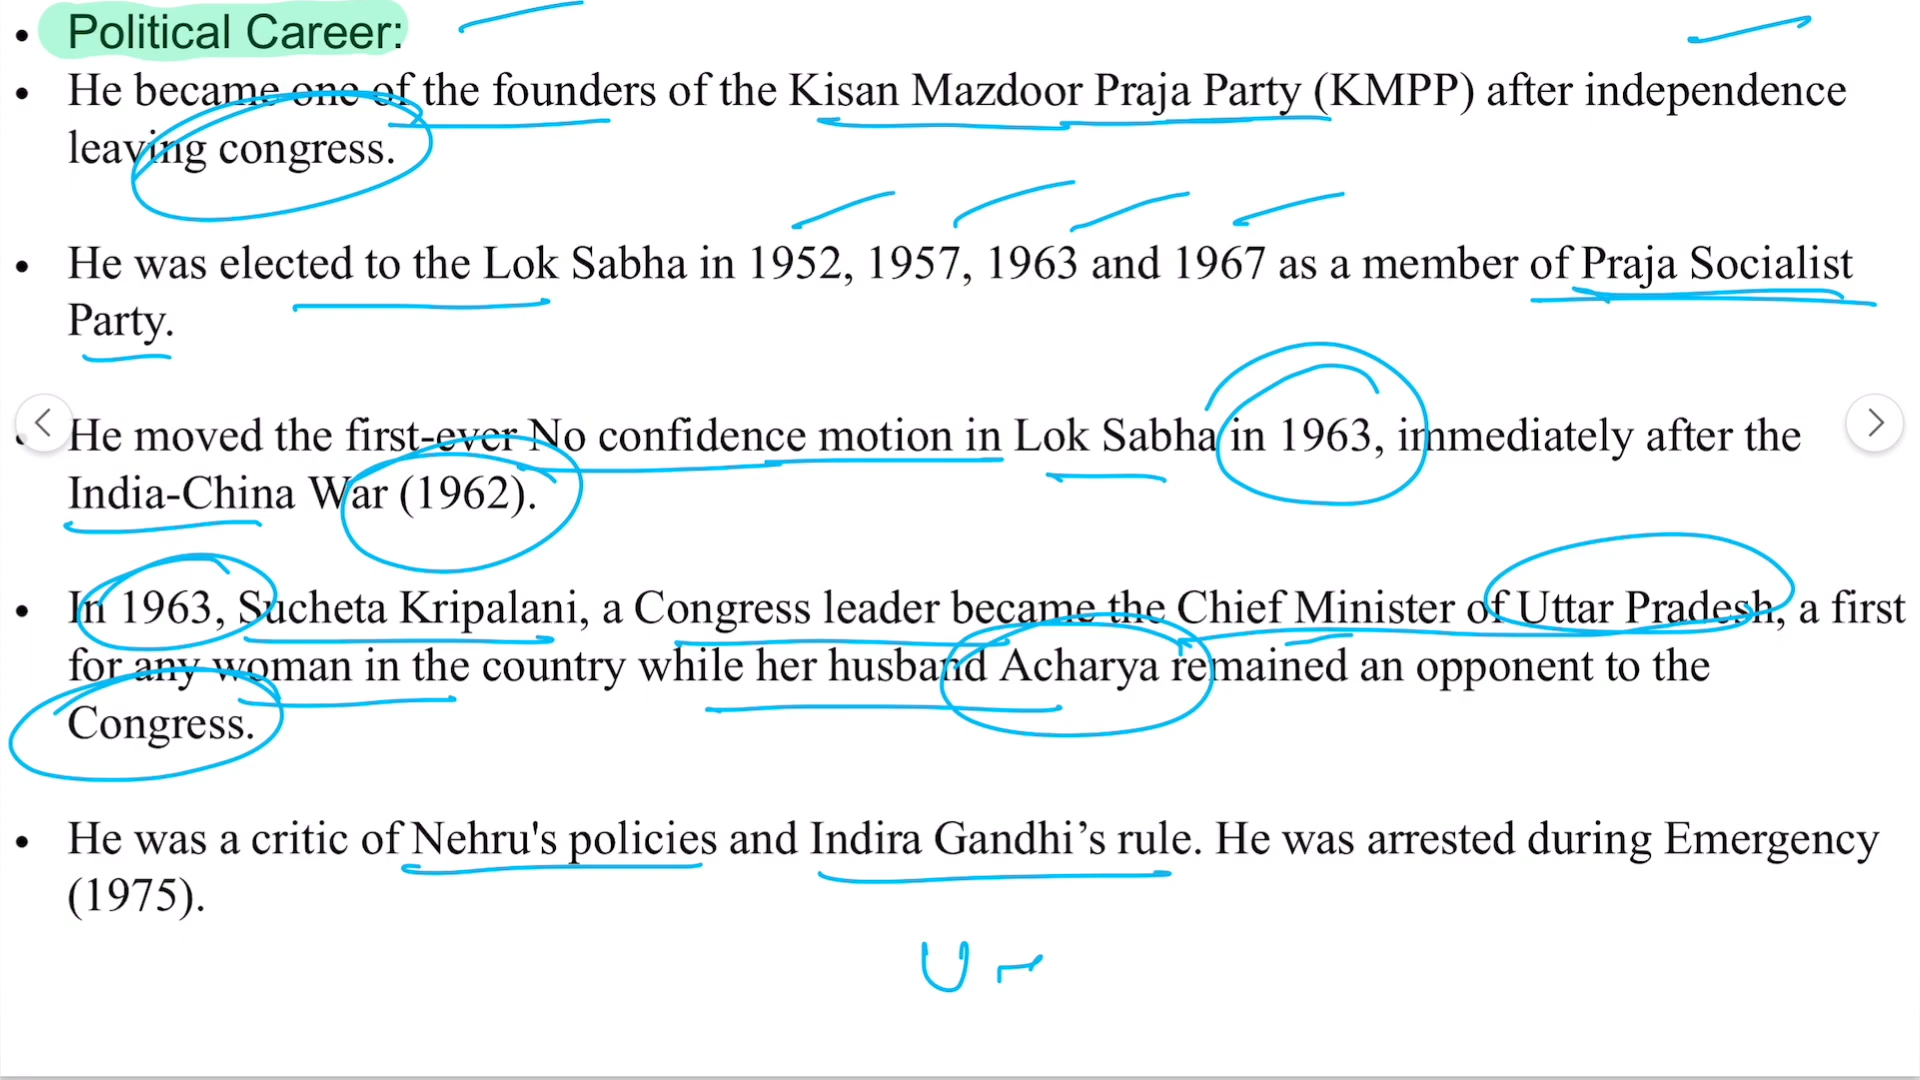 • Political Career:
• He became one of the founders of the Kisan Mazdoor Praja Party (KMPP) after independence
leaving congress.
• He was elected to the Lok Sabha in 1952, 1957, 1963 and 1967 as a member of Praja Socialist
Party.
• He moved the first-ever No confidence motion in Lok Sabha in 1963, immediately after the
India-China War (1962).
• In 1963, Sucheta Kripalani, a Congress leader became the Chief Minister of Uttar Pradesh, a first
for any woman in the country while her husband Acharya remained an opponent to the
Congress.
• He was a critic of Nehru's policies and Indira Gandhi’s rule. He was arrested during Emergency
(1975).